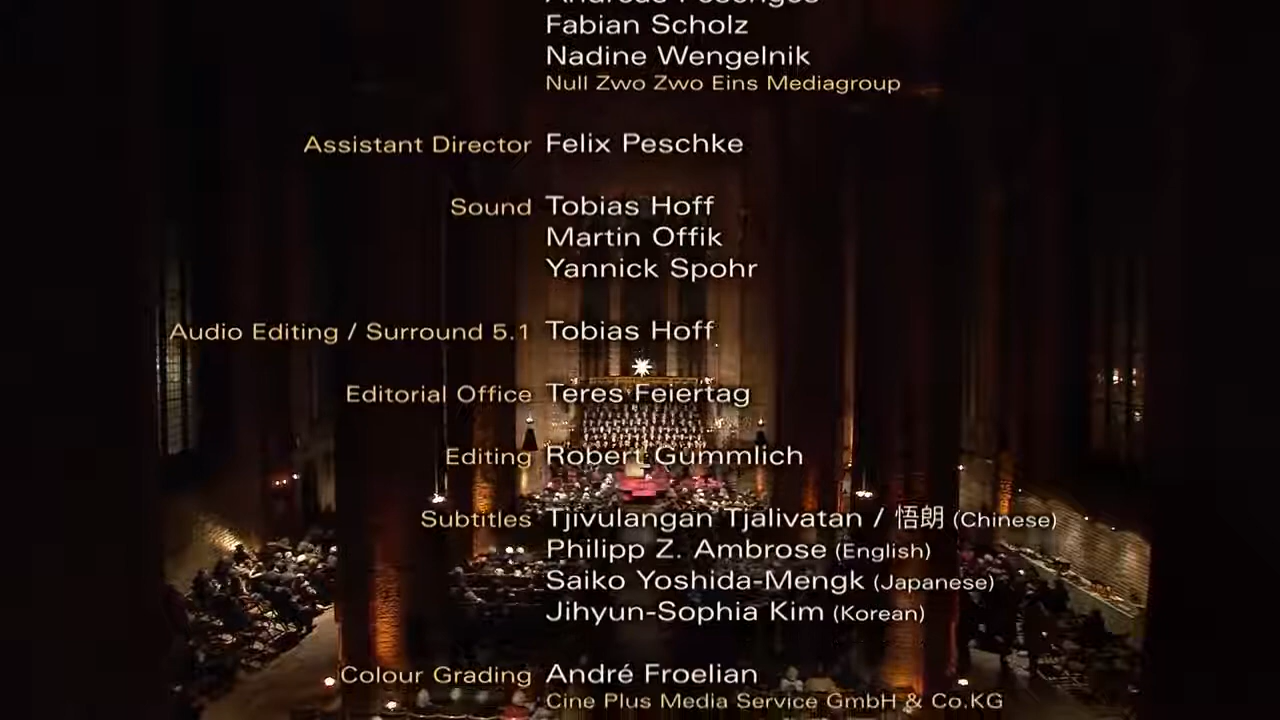 Fabian Scholz
Nadine Wengelnik
Null Zwo Zwo Eins Mediagroup
Assistant Director Felix Peschke
Sound Tobias Hoff
Martin Offik
Yannick Spohr
Audio Editing / Surround 5.1 Tobias Hoff
Editorial Office Teres Feiertag
Editing Robert Gummlich
Subtitles Tjivulangan Tjalivatan / 悟朗 (Chinese)
Philipp Z. Ambrose (English)
Saiko Yoshida-Mengk (Japanese)
Jihyun-Sophia Kim (Korean)
Colour Grading André Froelian
Cine Plus Media Service GmbH & Co.KG